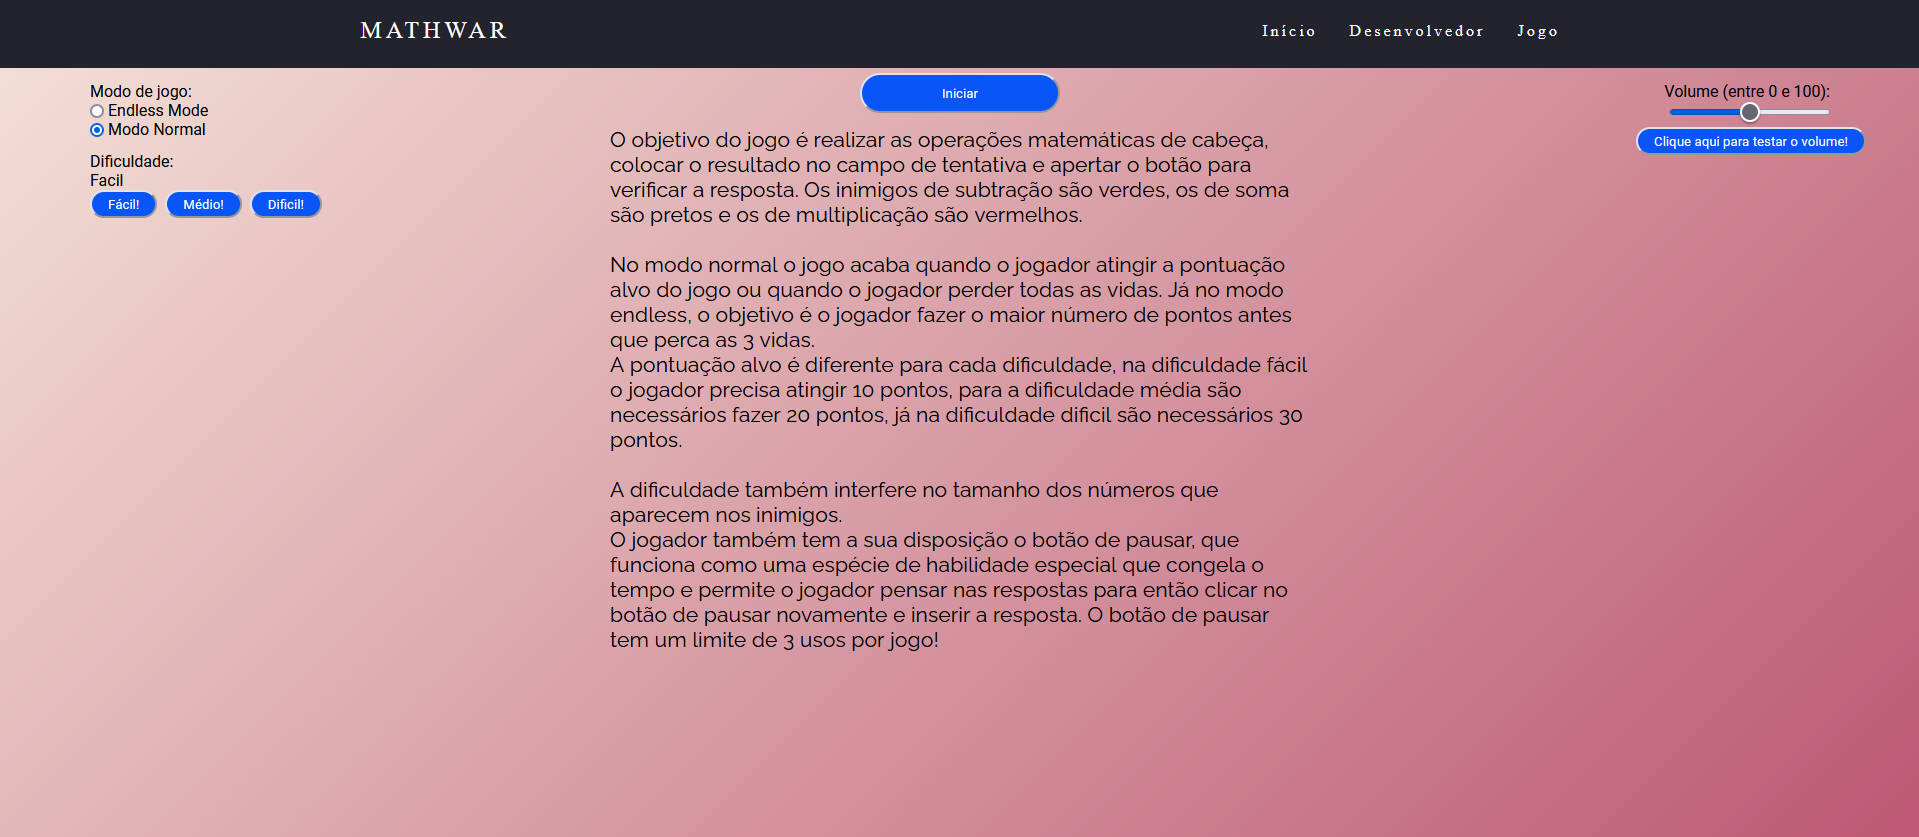 MATHWAR
Início Desenvolvedor Jogo
Modo de jogo:
Endless Mode
Modo Normal
Dificuldade:
Facil
Fácil! Médio! Dificil!
Iniciar
O objetivo do jogo é realizar as operações matemáticas de cabeça,
colocar o resultado no campo de tentativa e apertar o botão para
verificar a resposta. Os inimigos de subtração são verdes, os de soma
são pretos e os de multiplicação são vermelhos.
No modo normal o jogo acaba quando o jogador atingir a pontuação
alvo do jogo ou quando o jogador perder todas as vidas. Já no modo
endless, o objetivo é o jogador fazer o maior número de pontos antes
que perca as 3 vidas.
A pontuação alvo é diferente para cada dificuldade, na dificuldade fácil
o jogador precisa atingir 10 pontos, para a dificuldade média são
necessários fazer 20 pontos, já na dificuldade dificil são necessários 30
pontos.
A dificuldade também interfere no tamanho dos números que
aparecem nos inimigos.
O jogador também tem a sua disposição o botão de pausar, que
funciona como uma espécie de habilidade especial que congela o
tempo e permite o jogador pensar nas respostas para então clicar no
botão de pausar novamente e inserir a resposta. O botão de pausar
tem um limite de 3 usos por jogo!
Volume (entre 0 e 100):
Clique aqui para testar o volume!